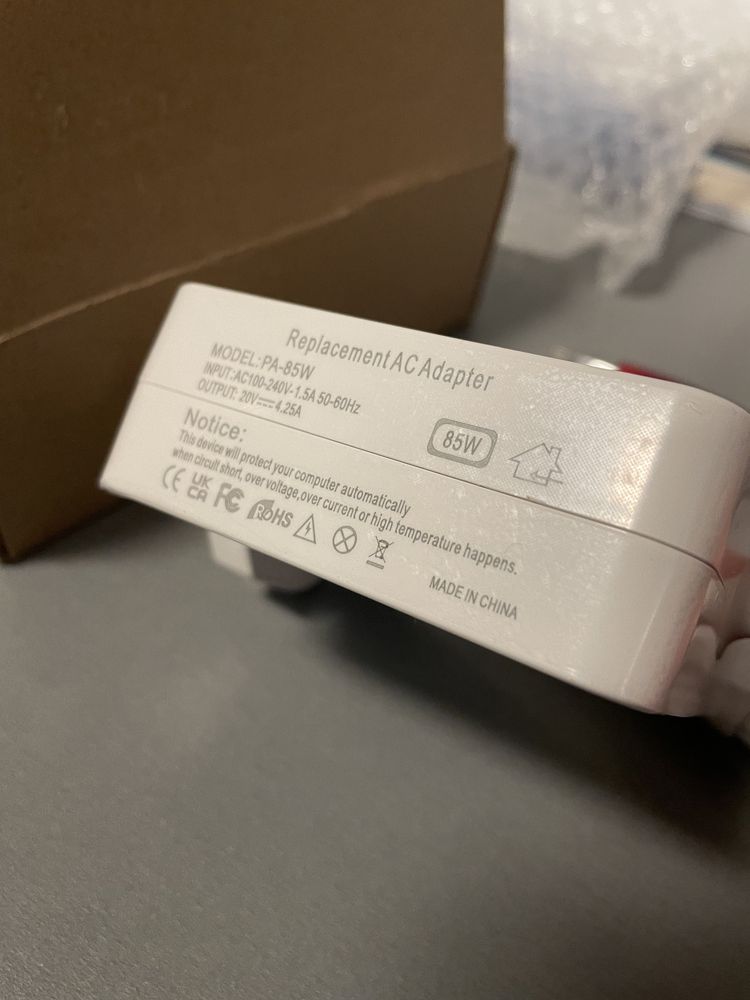 Replacement AC Adapter
MODEL:PA-85W
INPUT:AC100-240V-1.5A 50-60Hz
OUTPUT: 20V⎓4.25A
85W
Notice:
This device will protect your computer automatically
when circuit short, over voltage,over current or high temperature happens.
CE UK CA FC RoHS
MADE IN CHINA